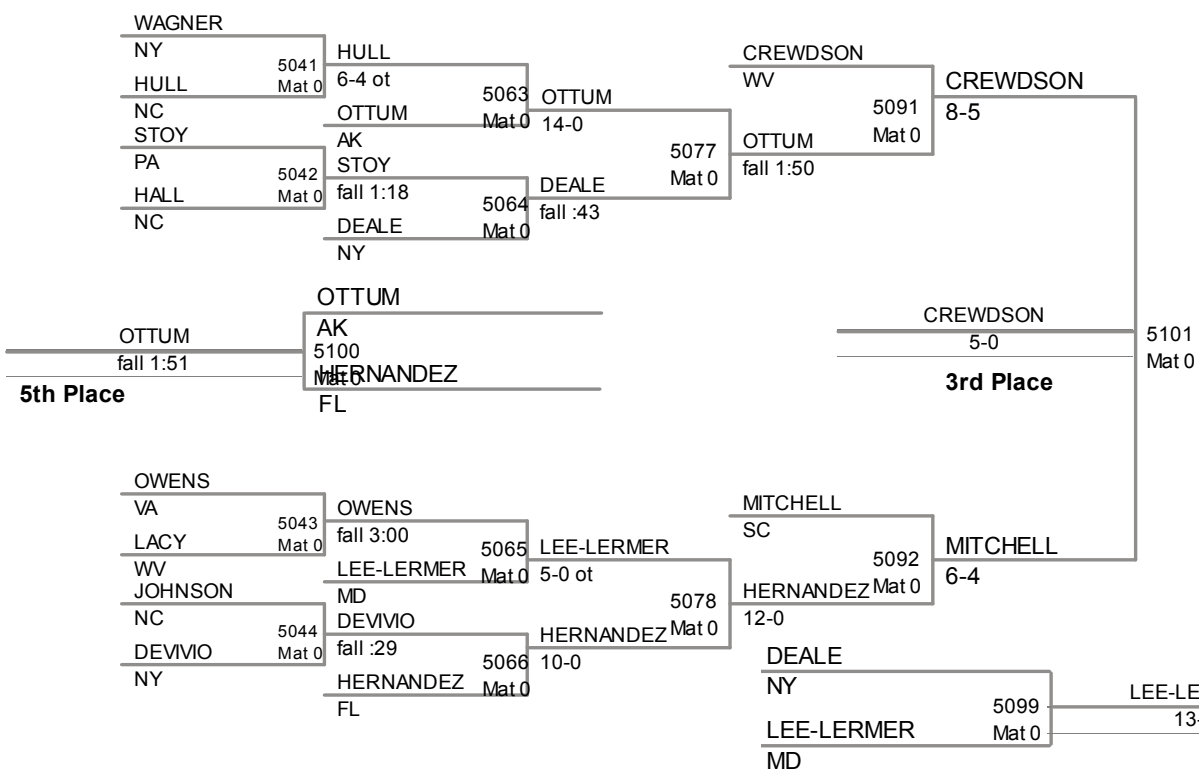 WAGNER
NY
5041
Mat 0
HULL
NC
HULL
6-4 ot
5063
Mat 0
OTTUM
AK
STOY
PA
5042
Mat 0
HALL
NC
STOY
fall 1:18
5064
Mat 0
DEALE
NY
OTTUM
14-0
5077
Mat 0
DEALE
fall :43
CREWDSON
WV
5091
Mat 0
OTTUM
fall 1:50
CREWDSON
8-5
OTTUM
AK
5100
Mat 0
HERNANDEZ
FL
OTTUM
fall 1:51
5th Place
CREWDSON
5-0
3rd Place
5101
Mat 0
OWENS
VA
5043
Mat 0
LACY
WV
OWENS
fall 3:00
5065
Mat 0
LEE-LERMER
MD
JOHNSON
NC
5044
Mat 0
DEVIVIO
NY
DEVIVIO
fall :29
5066
Mat 0
HERNANDEZ
FL
LEE-LERMER
5-0 ot
5078
Mat 0
HERNANDEZ
10-0
MITCHELL
SC
5092
Mat 0
HERNANDEZ
12-0
MITCHELL
6-4
DEALE
NY
5099
Mat 0
LEE-LERMER
MD
LEE-LE
13-